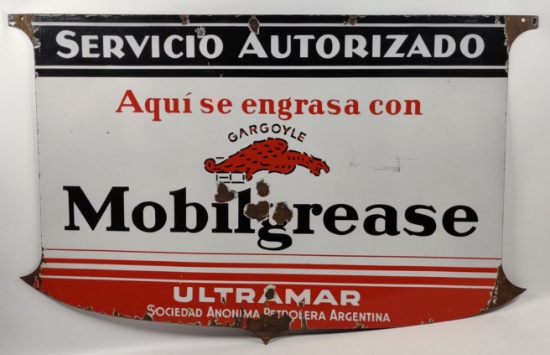 SERVICIO AUTORIZADO
Aquí se engrasa con
GARGOYLE
Mobilgrease
ULTRAMAR
SOCIEDAD ANONIMA PETROLERA ARGENTINA